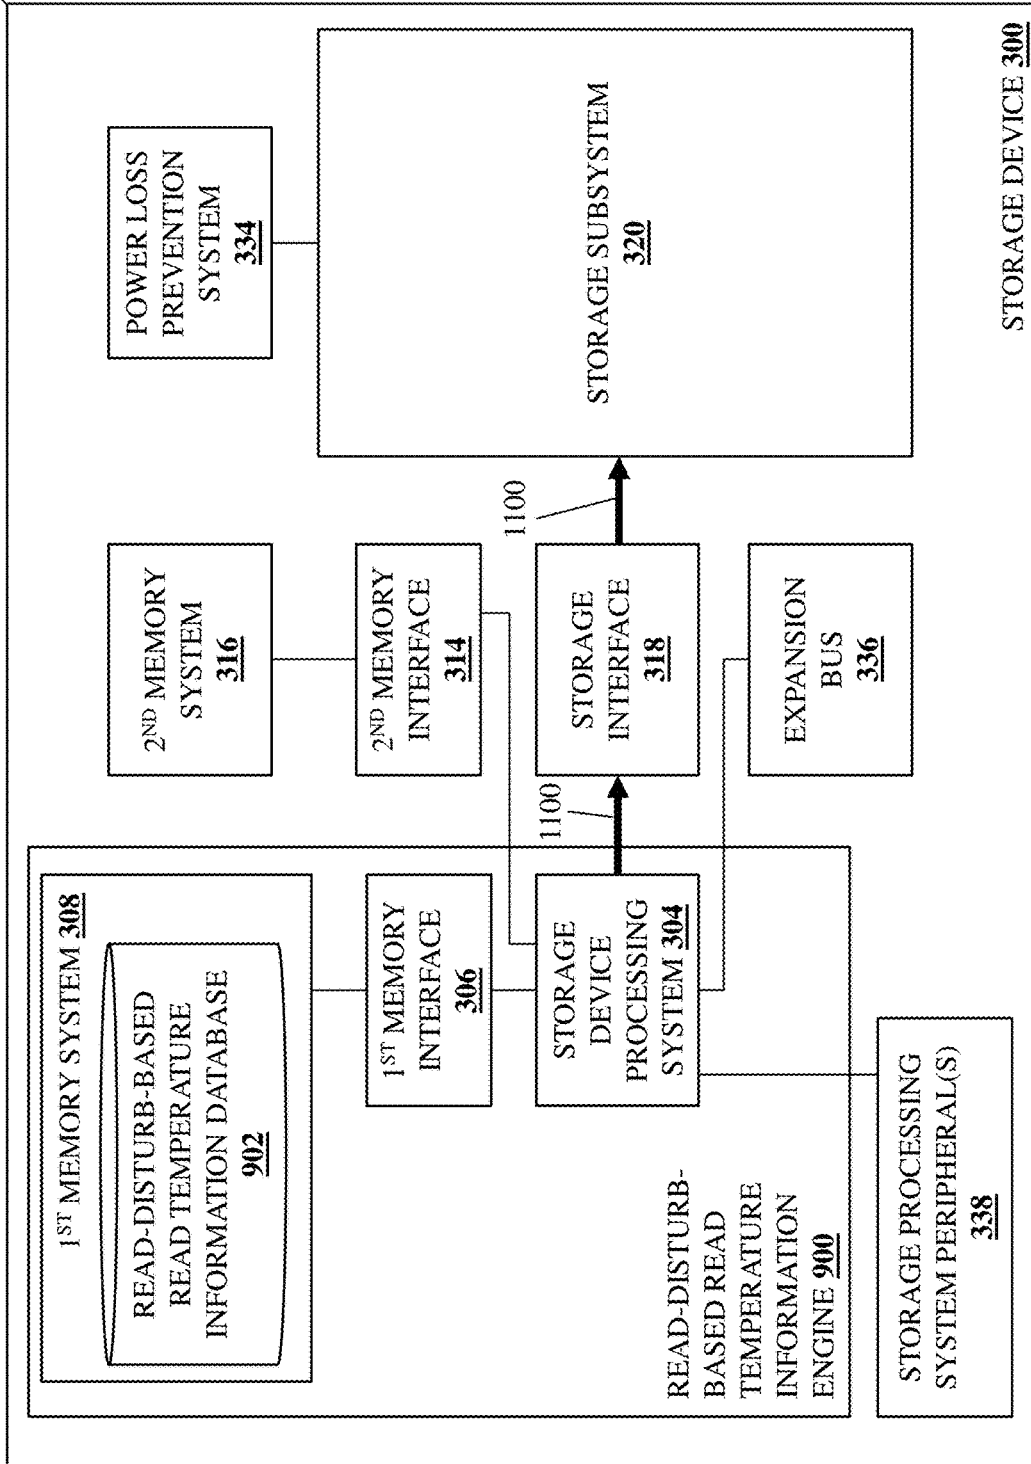 1ST MEMORY SYSTEM 308
READ-DISTURB-BASED
READ TEMPERATURE
INFORMATION DATABASE
902
1ST MEMORY
INTERFACE
306
STORAGE
DEVICE
PROCESSING
SYSTEM 304
READ-DISTURB-
BASED READ
TEMPERATURE
INFORMATION
ENGINE 900
STORAGE PROCESSING
SYSTEM PERIPHERAL(S)
338
2ND MEMORY
SYSTEM
316
2ND MEMORY
INTERFACE
314
1100
STORAGE
INTERFACE
318
1100
EXPANSION
BUS
336
POWER LOSS
PREVENTION
SYSTEM
334
STORAGE SUBSYSTEM
320
STORAGE DEVICE 300